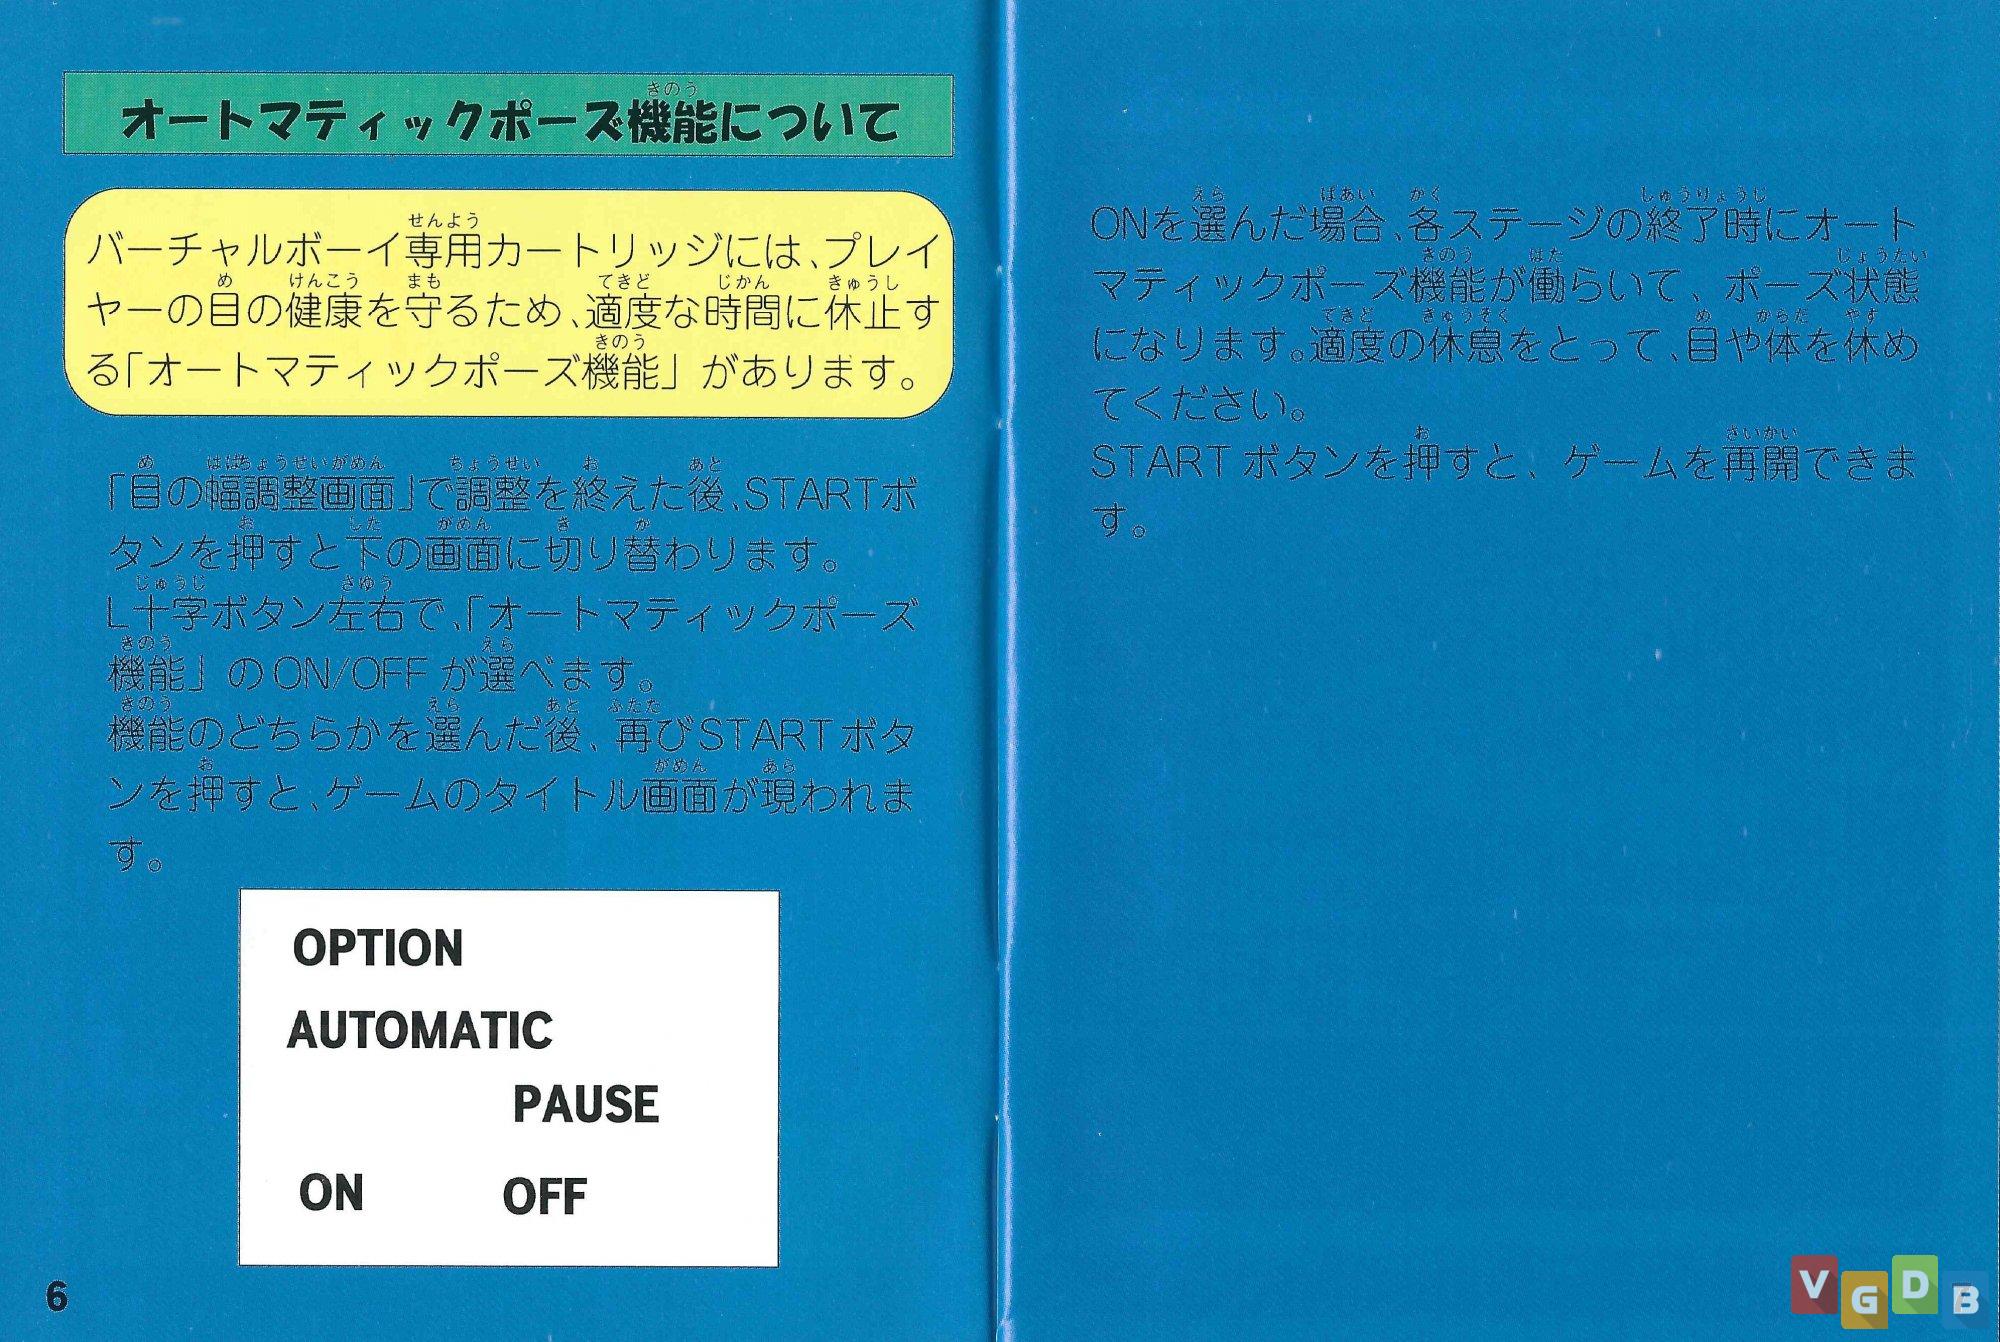 オートマティックポーズ機能について
バーチャルボーイ専用カートリッジには、プレイ
ヤーの目の健康を守るため、適度な時間に休止す
る「オートマティックポーズ機能」があります。
「目の幅調整画面」で調整を終えた後、STARTボ
タンを押すと下の画面に切り替わります。
L十字ボタン左右で、「オートマティックポーズ
機能」のON/OFFが選べます。
機能のどちらかを選んだ後、再びSTARTボタ
ンを押すと、ゲームのタイトル画面が現われま
す。
OPTION
AUTOMATIC
PAUSE
ON OFF
6
ONを選んだ場合、各ステージの終了時にオート
マティックポーズ機能が働らいて、ポーズ状態
になります。適度の休息をとって、目や体を休め
てください。
STARTボタンを押すと、ゲームを再開できま
す。
VGDB